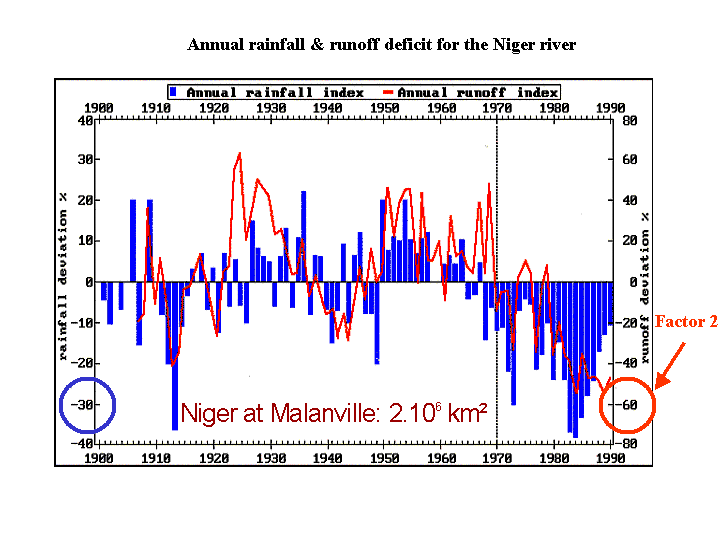 Annual rainfall & runoff deficit for the Niger river
Annual rainfall index Annual runoff index
1900 1910 1920 1930 1940 1950 1960 1970 1980 1990
40 80
30 60
20 40
10 20
0 0
-10 -20
-20 -40
-30 -60
-40 -80
rainfall deviation %
runoff deviation %
Factor 2
Niger at Malanville: 2.10⁶ km²
1900 1910 1920 1930 1940 1950 1960 1970 1980 1990